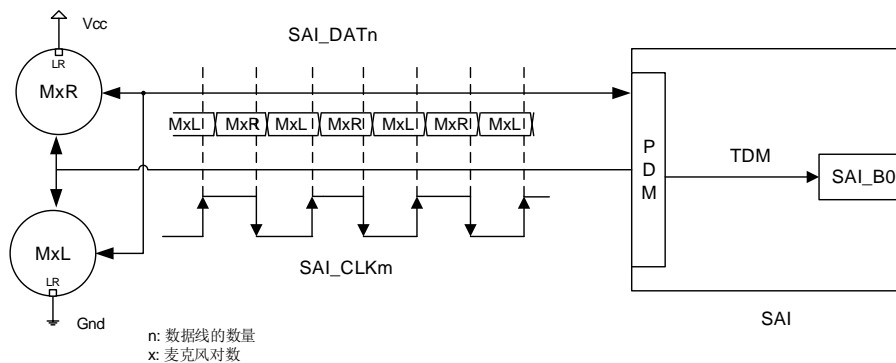 Vcc
SAI_DATn
LR
MxR
MxL MxR MxL MxR MxL MxR MxL
P
D
M
TDM
SAI_B0
MxL
LR
SAI_CLKm
Gnd
SAI
n: 数据线的数量
x: 麦克风对数